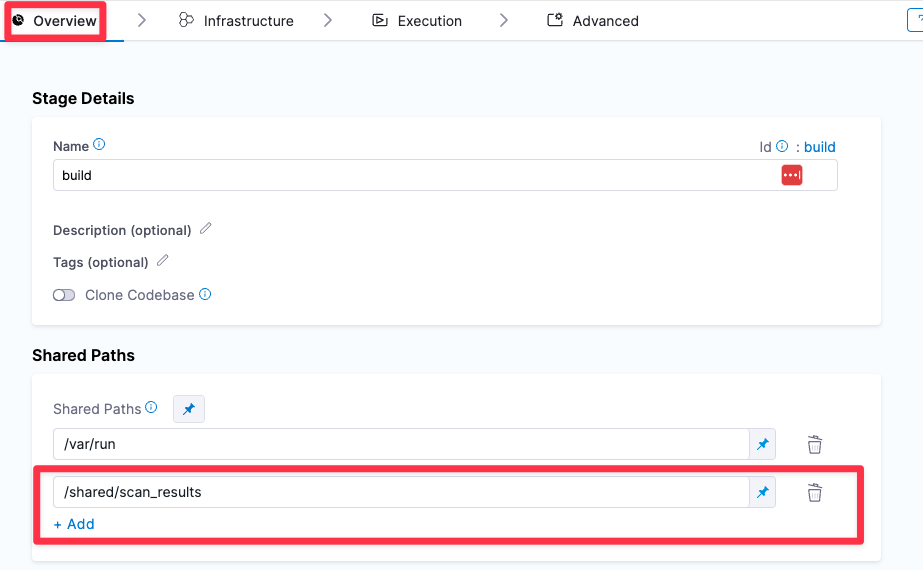 Overview Infrastructure Execution Advanced
Stage Details
Name Id : build
build
Description (optional)
Tags (optional)
Clone Codebase
Shared Paths
Shared Paths
/var/run
/shared/scan_results
+ Add